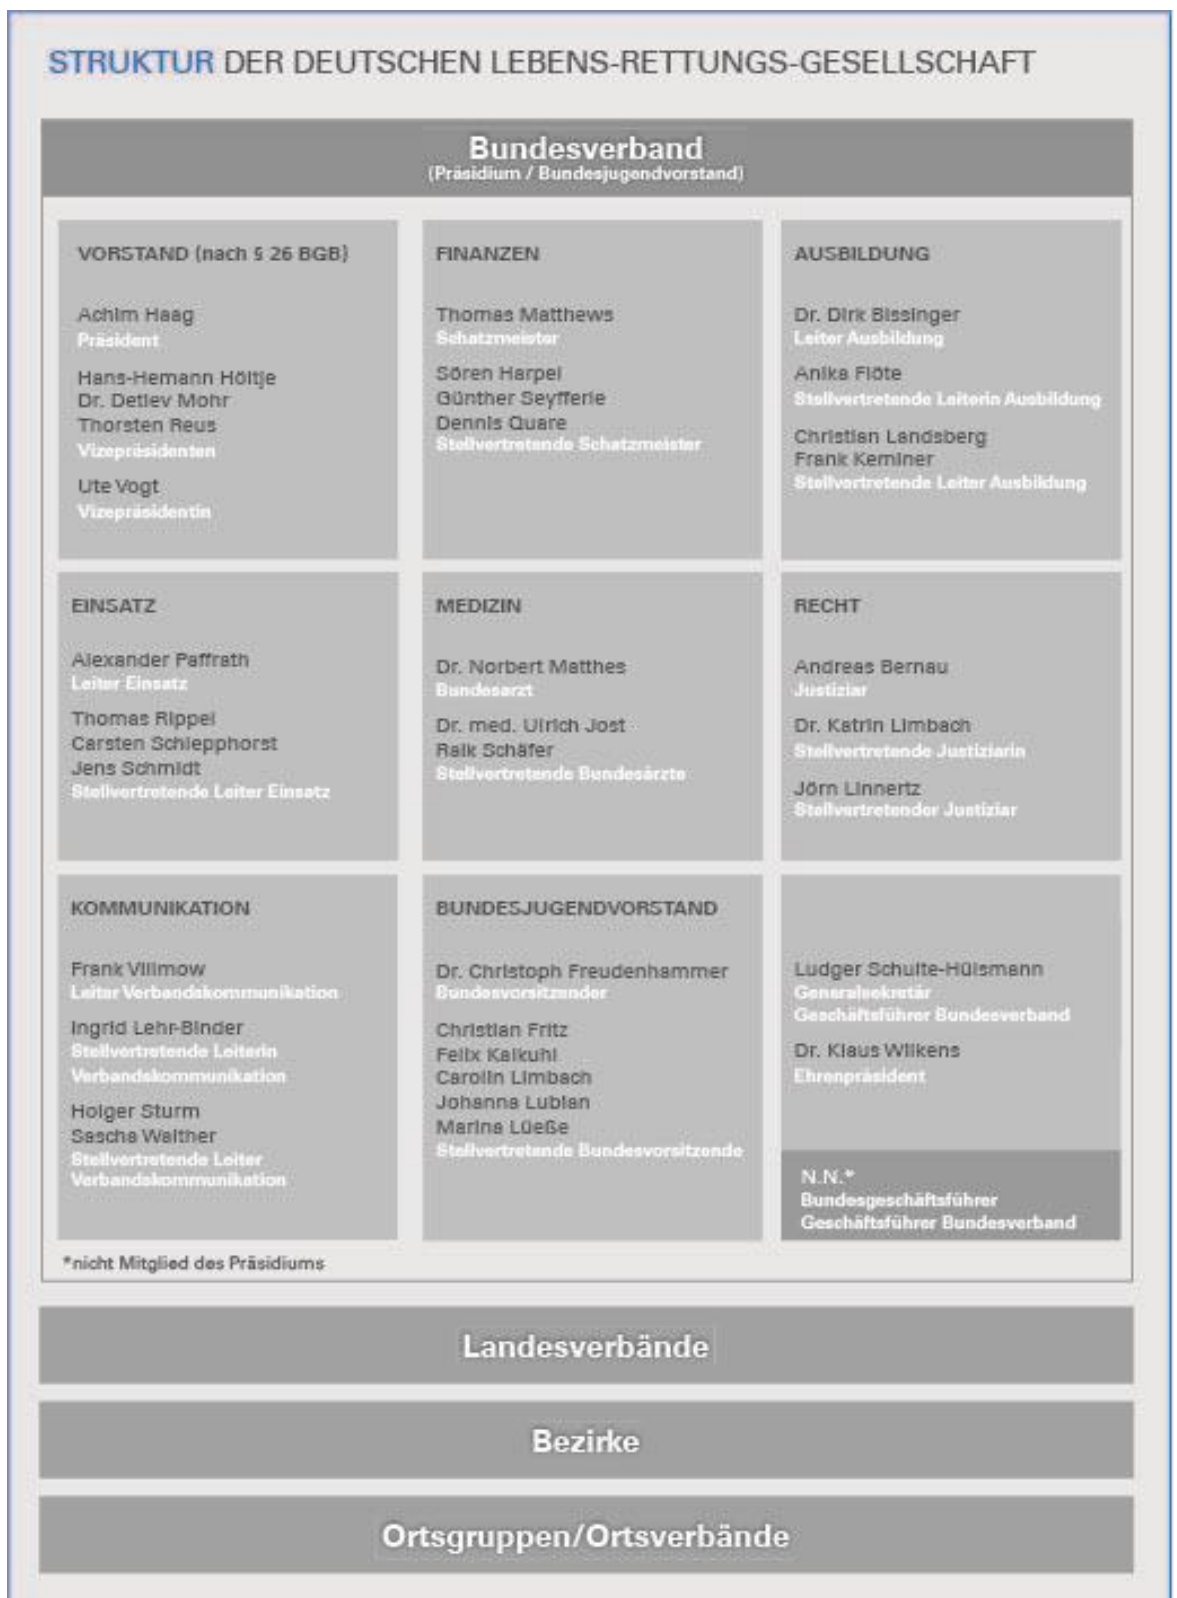 STRUKTUR DER DEUTSCHEN LEBENS-RETTUNGS-GESELLSCHAFT
Bundesverband
(Präsidium / Bundesjugendvorstand)
VORSTAND (nach § 26 BGB)
Achim Haag
Präsident
Hans-Hemann Höltje
Dr. Detlev Mohr
Thorsten Reus
Vizepräsidenten
Ute Vogt
Vizepräsidentin
FINANZEN
Thomas Matthews
Schatzmeister
Sören Harpel
Günther Seyfferle
Dennis Quare
Stellvertretende Schatzmeister
AUSBILDUNG
Dr. Dirk Bissinger
Leiter Ausbildung
Anika Flöte
Stellvertretende Leiterin Ausbildung
Christian Landsberg
Frank Keminer
Stellvertretende Leiter Ausbildung
EINSATZ
Alexander Paffrath
Leiter Einsatz
Thomas Rippel
Carsten Schlepphorst
Jens Schmidt
Stellvertretende Leiter Einsatz
MEDIZIN
Dr. Norbert Matthes
Bundesarzt
Dr. med. Ulrich Jost
Raik Schäfer
Stellvertretende Bundesärzte
RECHT
Andreas Bernau
Justiziar
Dr. Katrin Limbach
Stellvertretende Justiziarin
Jörn Linnertz
Stellvertretender Justiziar
KOMMUNIKATION
Frank Villmow
Leiter Verbandskommunikation
Ingrid Lehr-Binder
Stellvertretende Leiterin
Verbandskommunikation
Holger Sturm
Sascha Walther
Stellvertretende Leiter
Verbandskommunikation
BUNDESJUGENDVORSTAND
Dr. Christoph Freudenhammer
Bundesvorsitzender
Christian Fritz
Felix Kalkuhl
Carolin Limbach
Johanna Lublan
Marina Lüeße
Stellvertretende Bundesvorsitzende
Ludger Schulte-Hülsmann
Generalsekretär
Geschäftsführer Bundesverband
Dr. Klaus Wilkens
Ehrenpräsident
N.N.*
Bundesgeschäftsführer
Geschäftsführer Bundesverband
*nicht Mitglied des Präsidiums
Landesverbände
Bezirke
Ortsgruppen/Ortsverbände